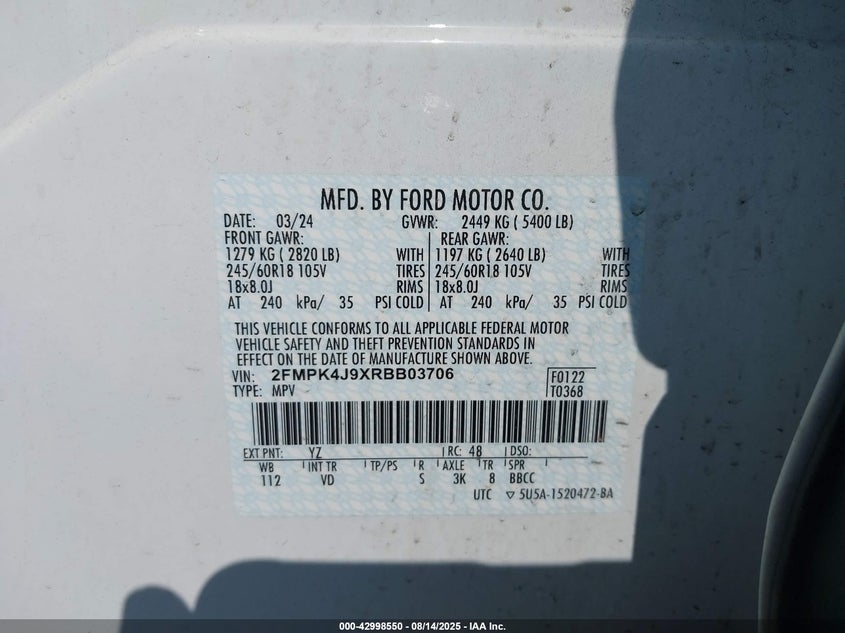 MFD. BY FORD MOTOR CO.
DATE: 03/24 GVWR: 2449 KG ( 5400 LB)
FRONT GAWR: REAR GAWR:
1279 KG ( 2820 LB) WITH 1197 KG ( 2640 LB) WITH
245/60R18 105V TIRES 245/60R18 105V TIRES
18x8.0J RIMS 18x8.0J RIMS
AT 240 kPa/ 35 PSI COLD AT 240 kPa/ 35 PSI COLD
THIS VEHICLE CONFORMS TO ALL APPLICABLE FEDERAL MOTOR
VEHICLE SAFETY AND THEFT PREVENTION STANDARDS IN
EFFECT ON THE DATE OF MANUFACTURE SHOWN ABOVE.
VIN: 2FMPK4J9XRBB03706 F0122
TYPE: MPV T0368
EXT PNT: YZ RC: 48 DSO:
WB INT TR TP/PS R AXLE TR SPR
112 VD S 3K 8 BBCC
UTC ▽ 5U5A-1520472-BA
000-42998550 - 08/14/2025 - IAA Inc.